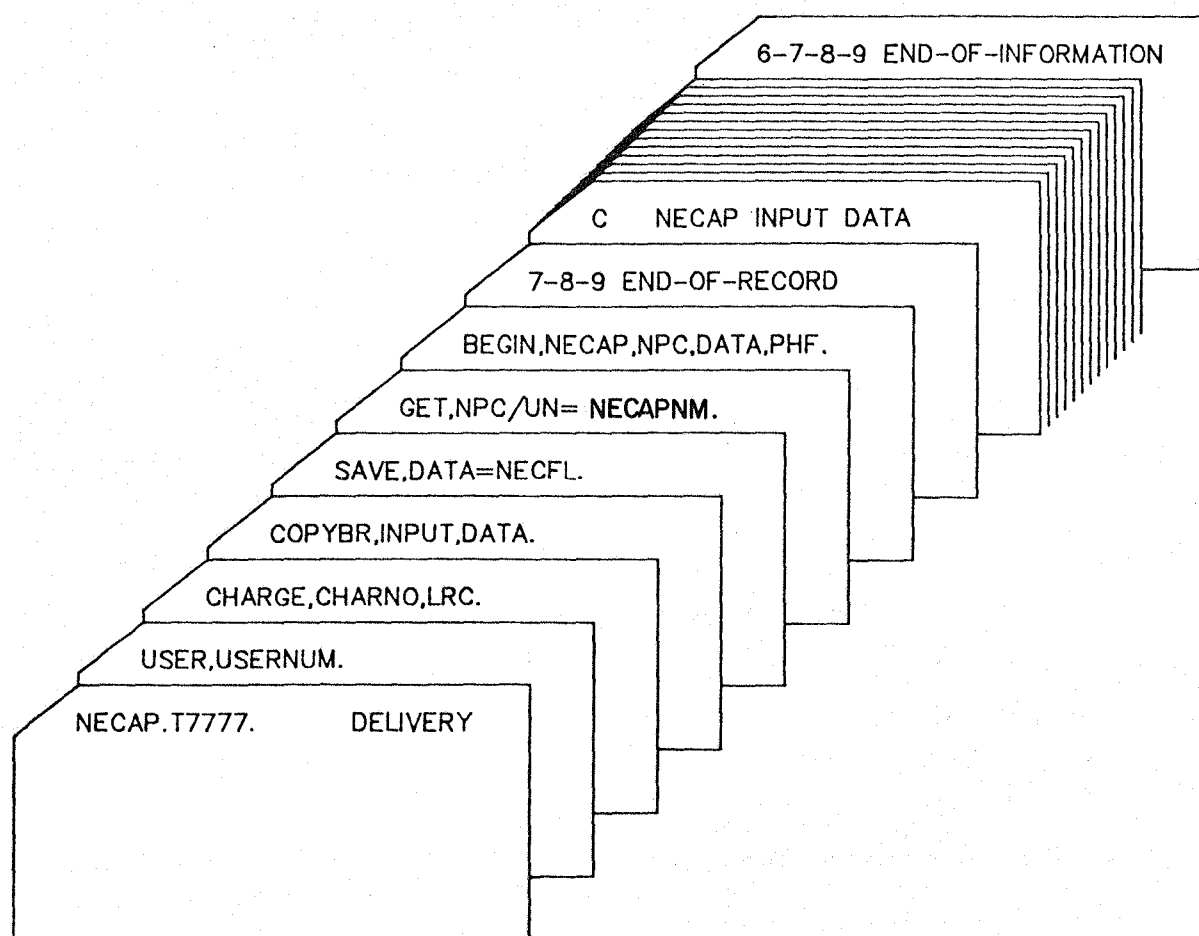 6-7-8-9 END-OF-INFORMATION
C NECAP INPUT DATA
7-8-9 END-OF-RECORD
BEGIN,NECAP,NPC,DATA,PHF.
GET,NPC/UN= NECAPNM.
SAVE,DATA=NECFL.
COPYBR,INPUT,DATA.
CHARGE,CHARNO,LRC.
USER,USERNUM.
NECAP.T7777. DELIVERY